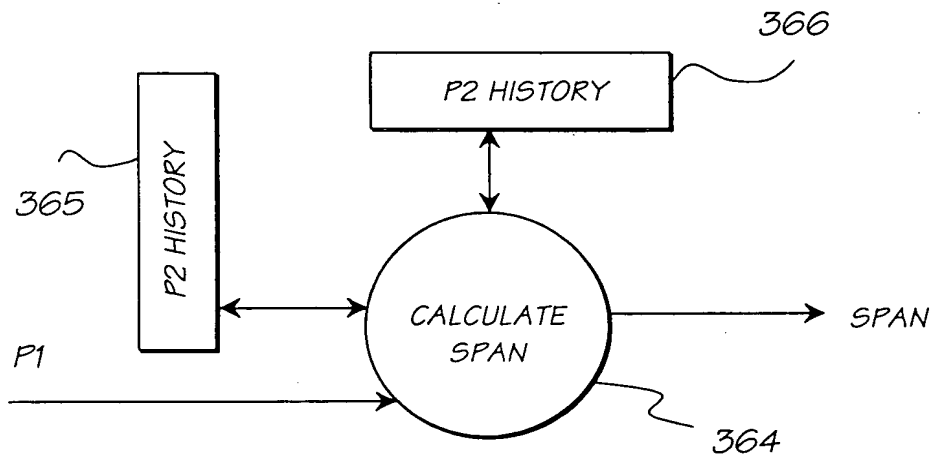 366
P2 HISTORY
P2 HISTORY
365
CALCULATE
SPAN
SPAN
P1
364